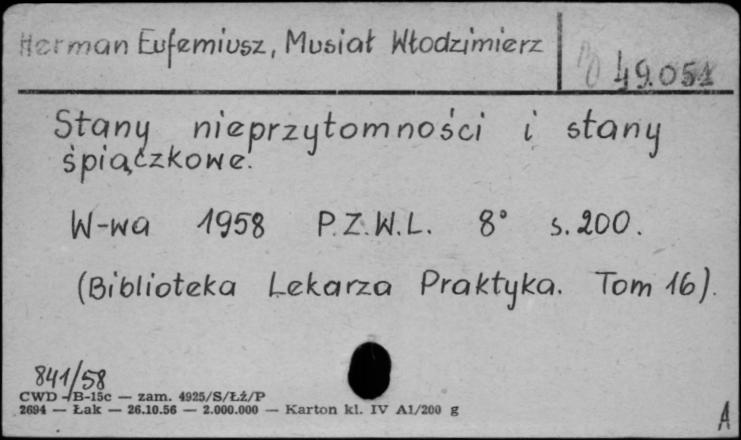 Herman Eufemiusz, Musiał Włodzimierz
49.051
Stany nieprzytomności i stany
śpiączkowe.
W-wa 1958 P.Z.W.L. 8° s.200.
(Biblioteka Lekarza Praktyka. Tom 16).
841/58
CWD - B-15c — zam. 4925/S/ŁŻ/P
2694 — Łak — 26.10.56 — 2.000.000 — Karton kl. IV A1/200 g
A